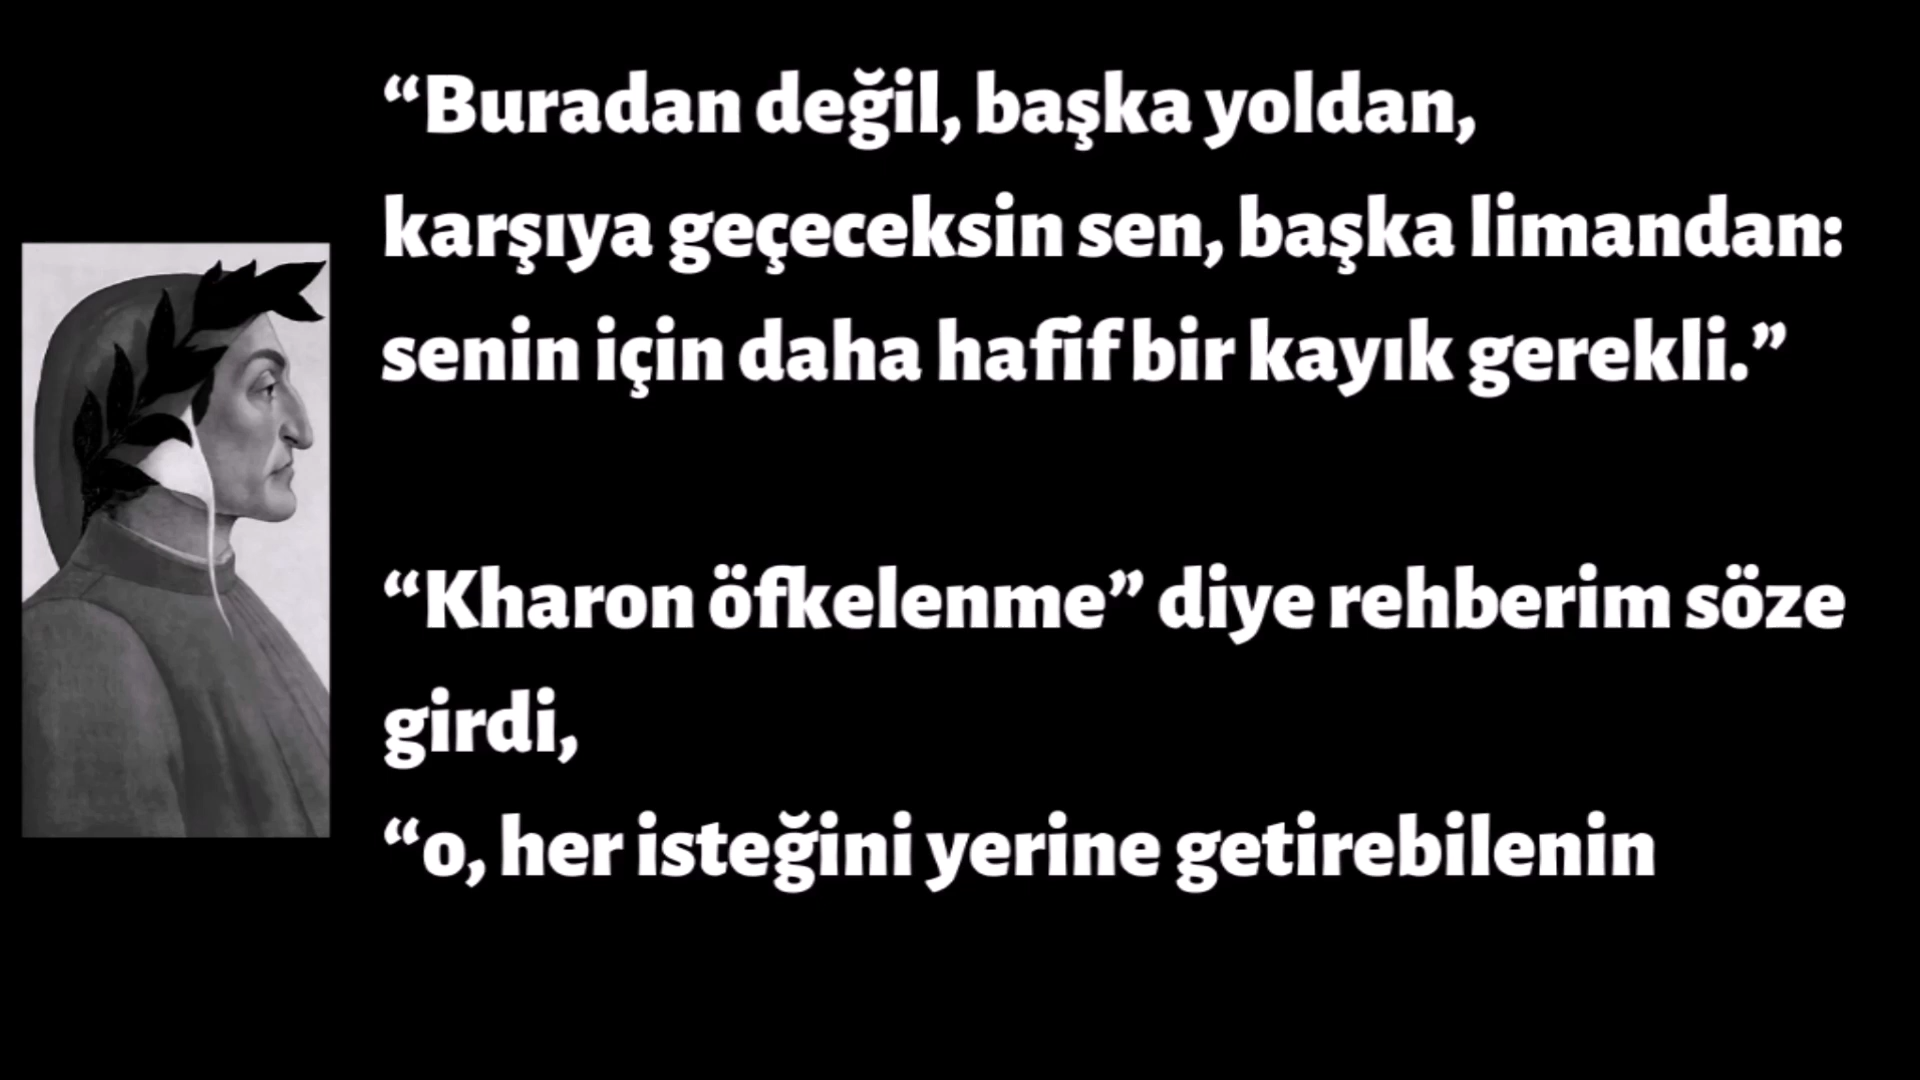 “Buradan değil, başka yoldan,
karşıya geçeceksin sen, başka limandan:
senin için daha hafif bir kayık gerekli.”
“Kharon öfkelenme” diye rehberim söze
girdi,
“o, her isteğini yerine getirebilenin